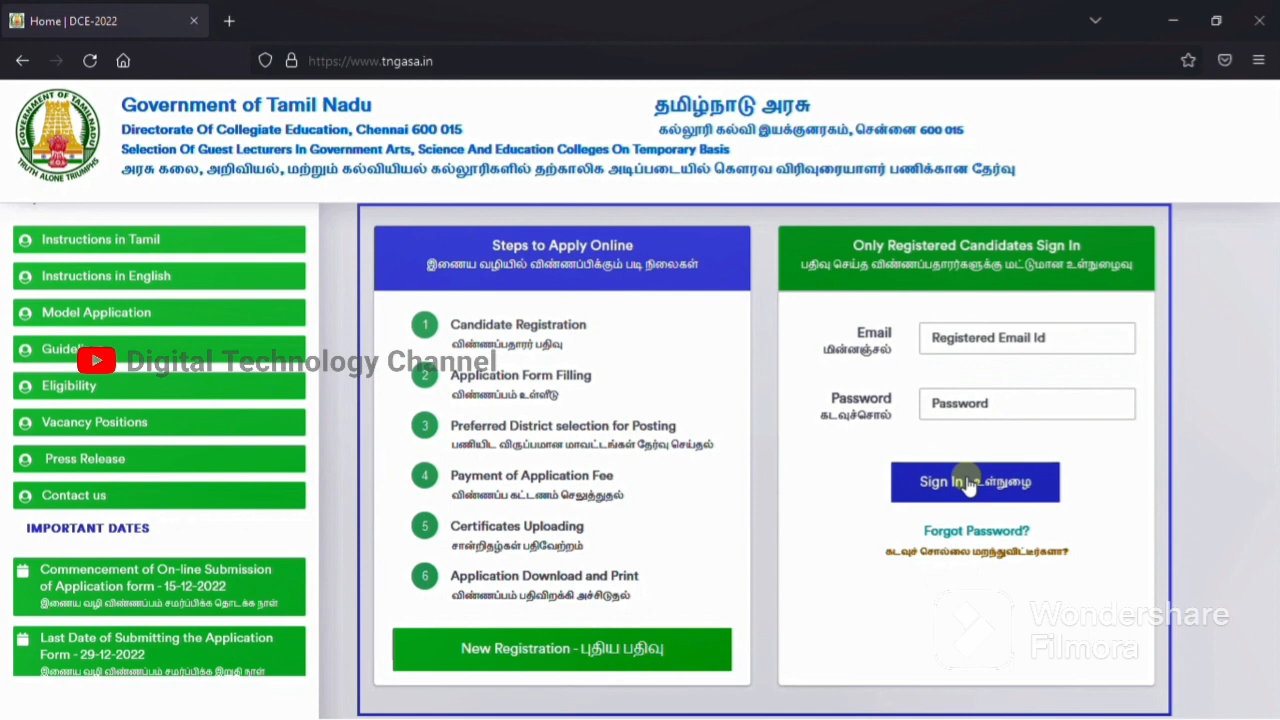 Home | DCE-2022
https://www.tngasa.in
Government of Tamil Nadu
தமிழ்நாடு அரசு
Directorate Of Collegiate Education, Chennai 600 015
கல்லூரி கல்வி இயக்குனரகம், சென்னை 600 015
Selection Of Guest Lecturers In Government Arts, Science And Education Colleges On Temporary Basis
அரசு கலை, அறிவியல், மற்றும் கல்வியியல் கல்லூரிகளில் தற்காலிக அடிப்படையில் கௌரவ விரிவுரையாளர் பணிக்கான தேர்வு
GOVERNMENT OF TAMILNADU
TRUTH ALONE TRIUMPHS
Instructions in Tamil
Instructions in English
Model Application
Digital Technology Channel
Eligibility
Vacancy Positions
Press Release
Contact us
IMPORTANT DATES
Commencement of On-line Submission
of Application form - 15-12-2022
இணைய வழி விண்ணப்பம் சமர்ப்பிக்க தொடக்க நாள்
Last Date of Submitting the Application
Form - 29-12-2022
இணைய வழி விண்ணப்பம் சமர்ப்பிக்க இறுதி நாள்
Steps to Apply Online
இணைய வழியில் விண்ணப்பிக்கும் படி நிலைகள்
1 Candidate Registration
விண்ணப்பதாரர் பதிவு
2 Application Form Filling
விண்ணப்பம் உள்ளீடு
3 Preferred District selection for Posting
பணியிட விருப்பமான மாவட்டங்கள் தேர்வு செய்தல்
4 Payment of Application Fee
விண்ணப்ப கட்டணம் செலுத்துதல்
5 Certificates Uploading
சான்றிதழ்கள் பதிவேற்றம்
6 Application Download and Print
விண்ணப்பம் பதிவிறக்கி அச்சிடுதல்
New Registration - புதிய பதிவு
Only Registered Candidates Sign In
பதிவு செய்த விண்ணப்பதாரர்களுக்கு மட்டுமான உள்நுழைவு
Email
மின்னஞ்சல்
Registered Email Id
Password
கடவுச்சொல்
Password
Sign In உள்நுழை
Forgot Password?
கடவுச் சொல்லை மறந்துவிட்டீர்களா?
Wondershare
Filmora